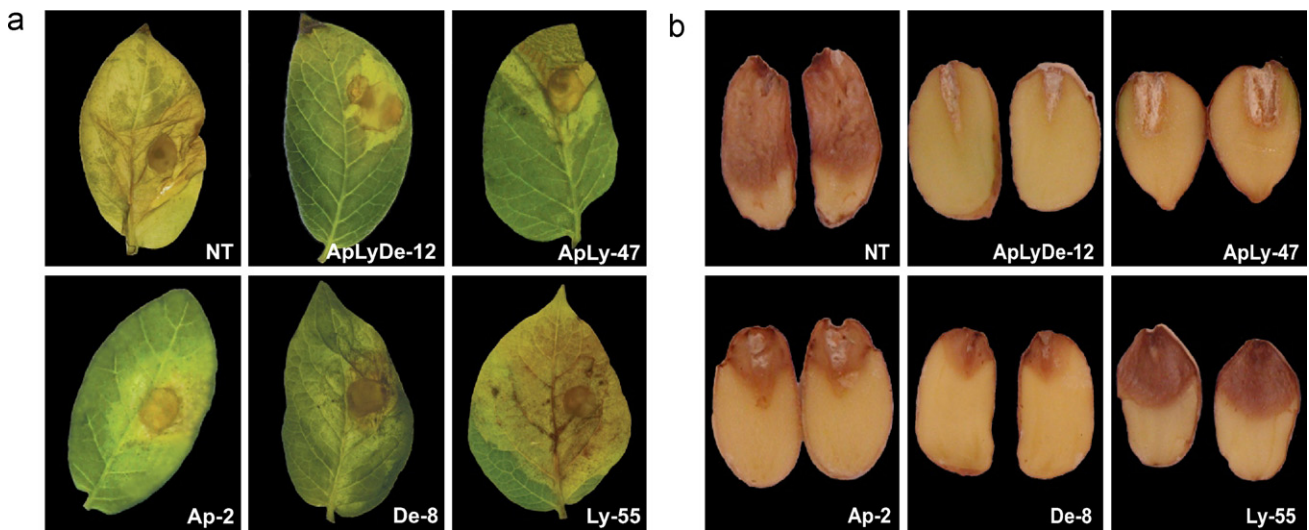 a
b
NT
ApLyDe-12
ApLy-47
NT
ApLyDe-12
ApLy-47
Ap-2
De-8
Ly-55
Ap-2
De-8
Ly-55